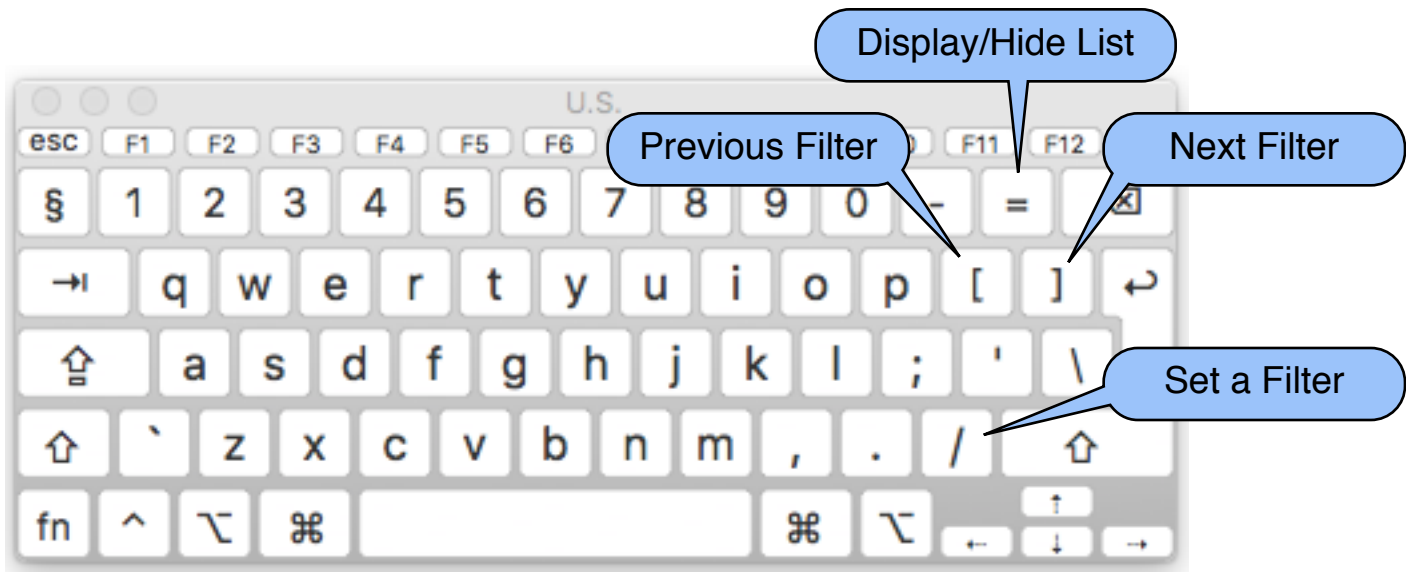 Display/Hide List
U.S.
esc F1 F2 F3 F4 F5 F6 Previous Filter F11 F12 Next Filter
§ 1 2 3 4 5 6 7 8 9 0 - =
q w e r t y u i o p [ ]
a s d f g h j k l ; ' \
Set a Filter
` z x c v b n m , . /
fn ^ ⌥ ⌘ ⌘ ⌥